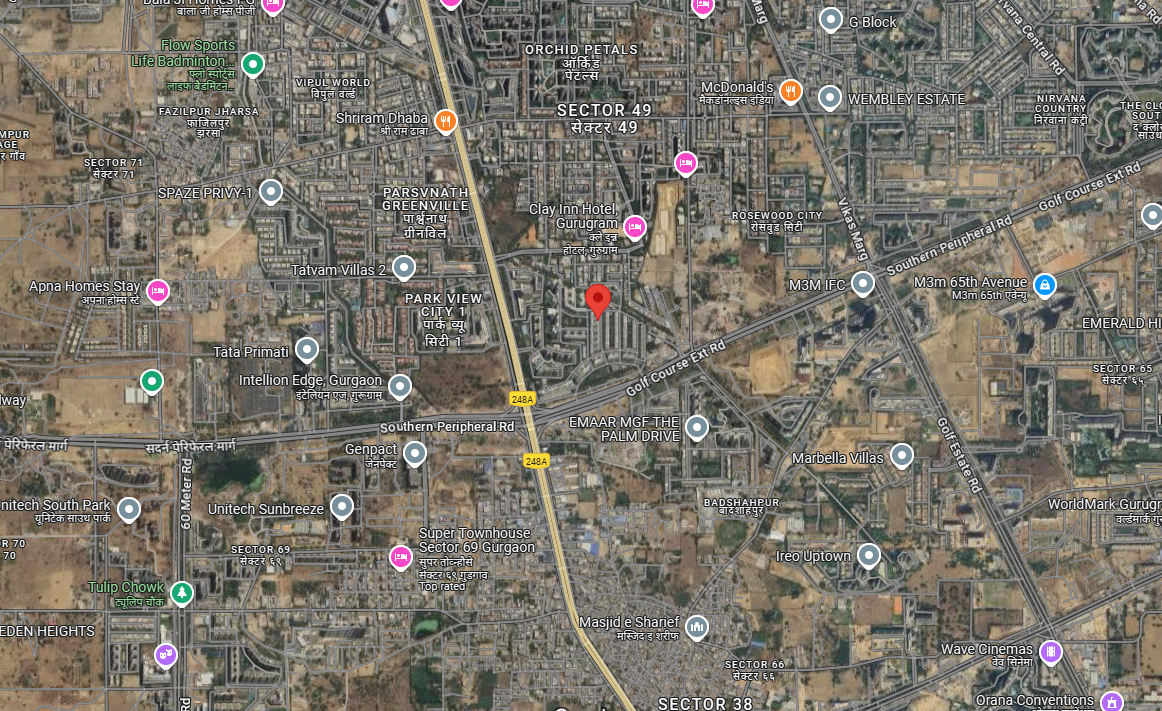 बाला जी होम्स पीजी
G Block
ORCHID PETALS
ऑर्किड
पेटल्स
Flow Sports
Life Badminton...
फ्लो स्पोर्ट्स
लाइफ बैडमिंटन...
Marg
Nirvana Central Rd
VIPUL WORLD
विपुल वर्ल्ड
McDonald's
मैकडॉनल्ड्स इंडिया
WEMBLEY ESTATE
SECTOR 49
सेक्टर 49
NIRVANA
COUNTRY
निरवाना कंट्री
FAZILPUR JHARSA
फाजिलपुर
झरसा
Shriram Dhaba
श्री राम ढाबा
SECTOR 71
सेक्टर 71
SPAZE PRIVY-1
PARSVNATH
GREENVILLE
पार्श्वनाथ
ग्रीनविल
Clay Inn Hotel,
Gurugram
क्ले इन्न
होटल, गुरुग्राम
ROSEWOOD CITY
रोसवुड सिटी
Vikas Marg
Golf Course Ext Rd
Southern Peripheral Rd
Tatvam Villas 2
Apna Homes Stay
अपना होम्स स्टे
PARK VIEW
CITY 1
पार्क व्यू
सिटी 1
M3M IFC
M3m 65th Avenue
M3m 65th एवेन्यू
EMERALD HI
Tata Primati
Golf Course Ext Rd
SECTOR 65
सेक्टर ६५
Intellion Edge, Gurgaon
इंटेलियन एज, गुरूग्राम
248A
EMAAR MGF THE
PALM DRIVE
Southern Peripheral Rd
सदर्न पेरिफेरल मार्ग
Golf Estate Rd
Genpact
जेनपैक्ट
248A
Marbella Villas
60 Meter Rd
Unitech South Park
यूनिटेक साउथ पार्क
Unitech Sunbreeze
BADSHAHPUR
बादशाहपुर
WorldMark Gurugr
SECTOR 69
सेक्टर ६९
Super Townhouse
Sector 69 Gurgaon
सुपर तोव्न्होसे
सेक्टर ६९ गुडगांव
Top rated
Ireo Uptown
Tulip Chowk
ट्यूलिप चौक
EDEN HEIGHTS
Masjid e Sharief
मस्जिद इ शरीफ
Wave Cinemas
वेव सिनेमा
SECTOR 66
सेक्टर ६६
SECTOR 38
Orana Conventions